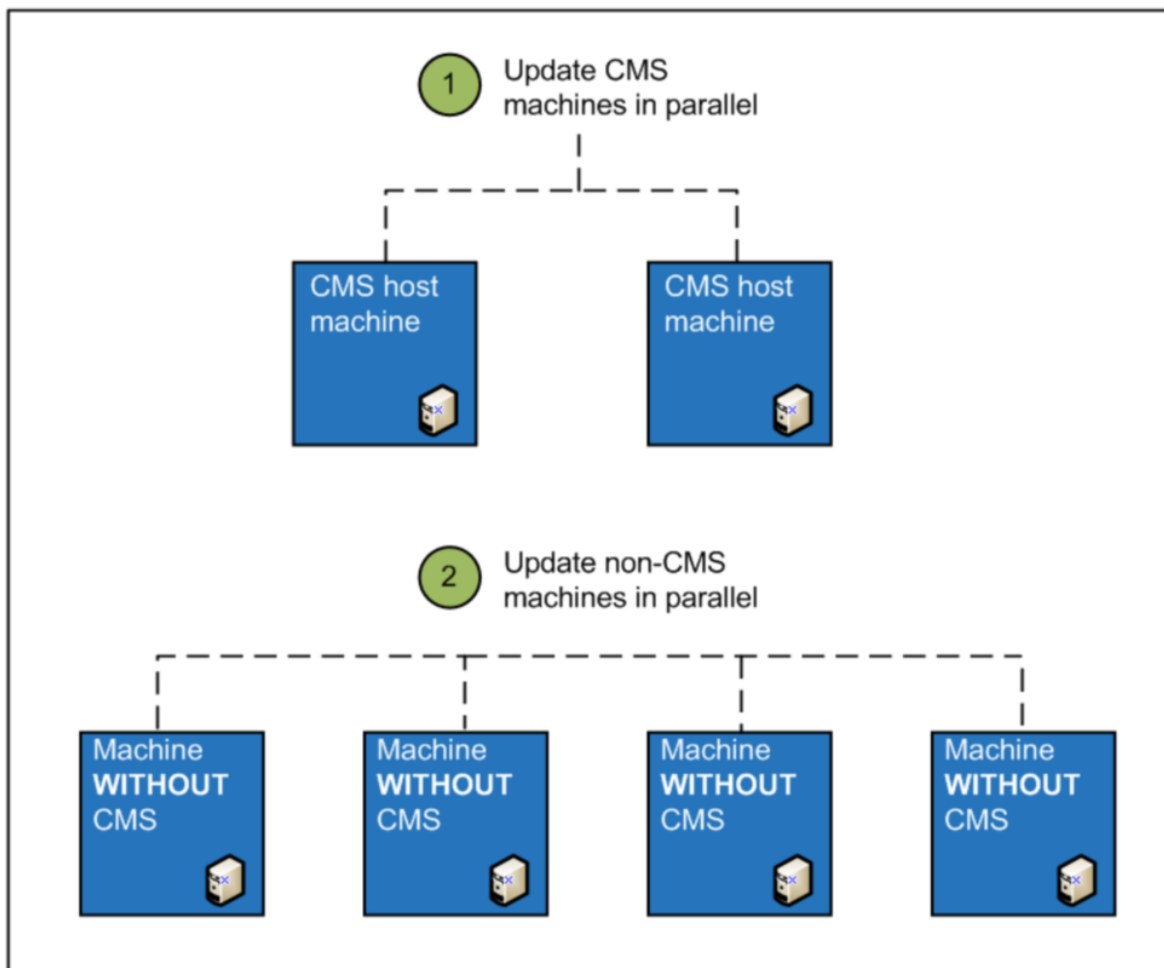 1
Update CMS
machines in parallel
CMS host
machine
CMS host
machine
2
Update non-CMS
machines in parallel
Machine
WITHOUT
CMS
Machine
WITHOUT
CMS
Machine
WITHOUT
CMS
Machine
WITHOUT
CMS